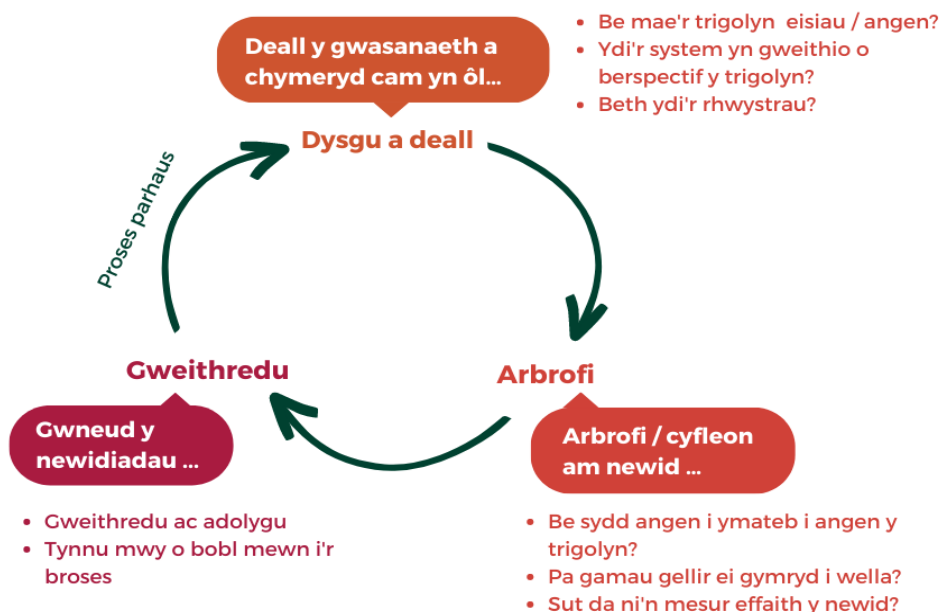 Deall y gwasanaeth a
chymeryd cam yn ôl...
Dysgu a deall
• Be mae'r trigolyn eisiau / angen?
• Ydi'r system yn gweithio o
berspectif y trigolyn?
• Beth ydi'r rhwystrau?
Proses parhaus
Arbrofi
Arbrofi / cyfleon
am newid ...
• Be sydd angen i ymateb i angen y
trigolyn?
• Pa gamau gellir ei gymryd i wella?
• Sut da ni'n mesur effaith y newid?
Gweithredu
Gwneud y
newidiadau ...
• Gweithredu ac adolygu
• Tynnu mwy o bobl mewn i'r
broses